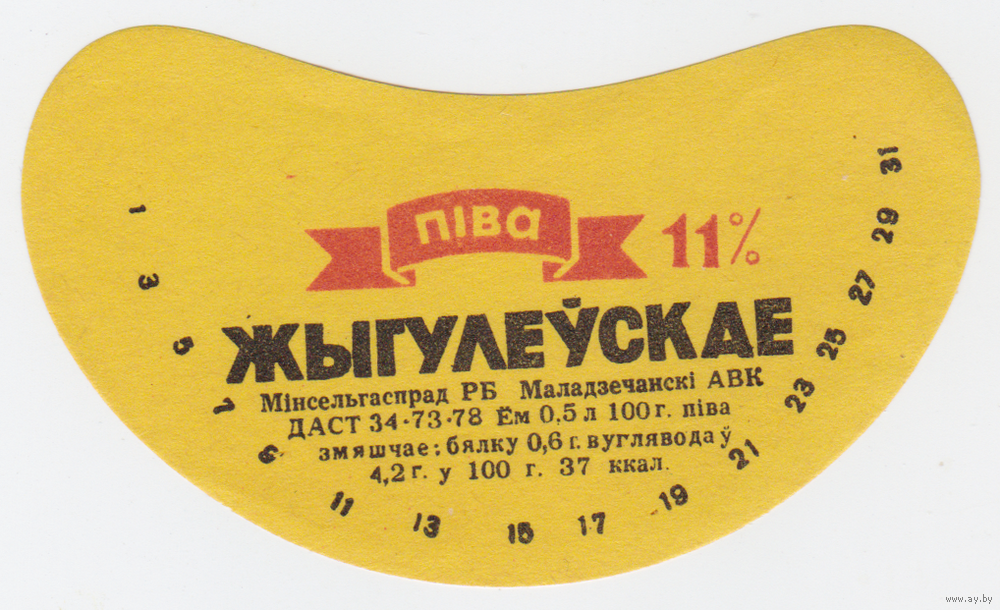 піва
11%
ЖЫГУЛЕЎСКАЕ
Мінсельгаспрад РБ Маладзечанскі АВК
ДАСТ 34·73·78 Ём 0,5 л 100 г. піва
змяшчае: бялку 0,6 г. вуглявода ў
4,2 г. у 100 г. 37 ккал.
1
3
5
7
9
11
13
15
17
19
21
23
25
27
29
31
www.ay.by